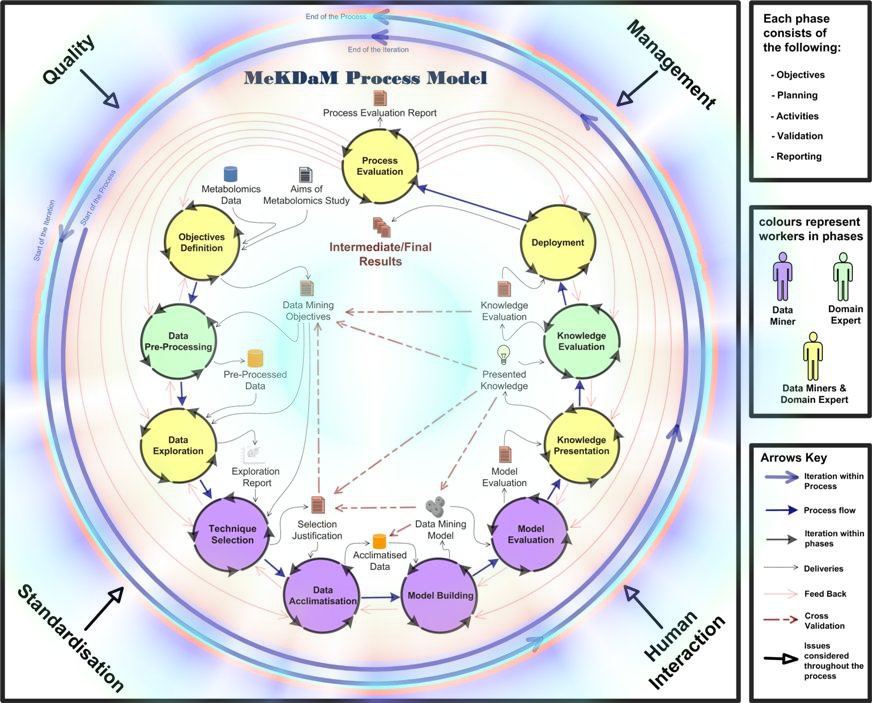 End of the Process
End of the Iteration
Quality
Management
MeKDaM Process Model
Process Evaluation Report
Process
Evaluation
Metabolomics
Data
Aims of
Metabolomics Study
Start of the Process
Start of the Iteration
Objectives
Definition
Intermediate/Final
Results
Deployment
Data Mining
Objectives
Knowledge
Evaluation
Data
Pre-Processing
Knowledge
Evaluation
Pre-Processed
Data
Presented
Knowledge
Data
Exploration
Knowledge
Presentation
Exploration
Report
Model
Evaluation
Technique
Selection
Selection
Justification
Data Mining
Model
Model
Evaluation
Acclimatised
Data
Data
Acclimatisation
Model Building
Standardisation
Human
Interaction
Each phase
consists of
the following:
- Objectives
- Planning
- Activities
- Validation
- Reporting
colours represent
workers in phases
Data
Miner
Domain
Expert
Data Miners &
Domain Expert
Arrows Key
Iteration within
Process
Process flow
Iteration within
phases
Deliveries
Feed Back
Cross
Validation
Issues
considered
throughout the
process